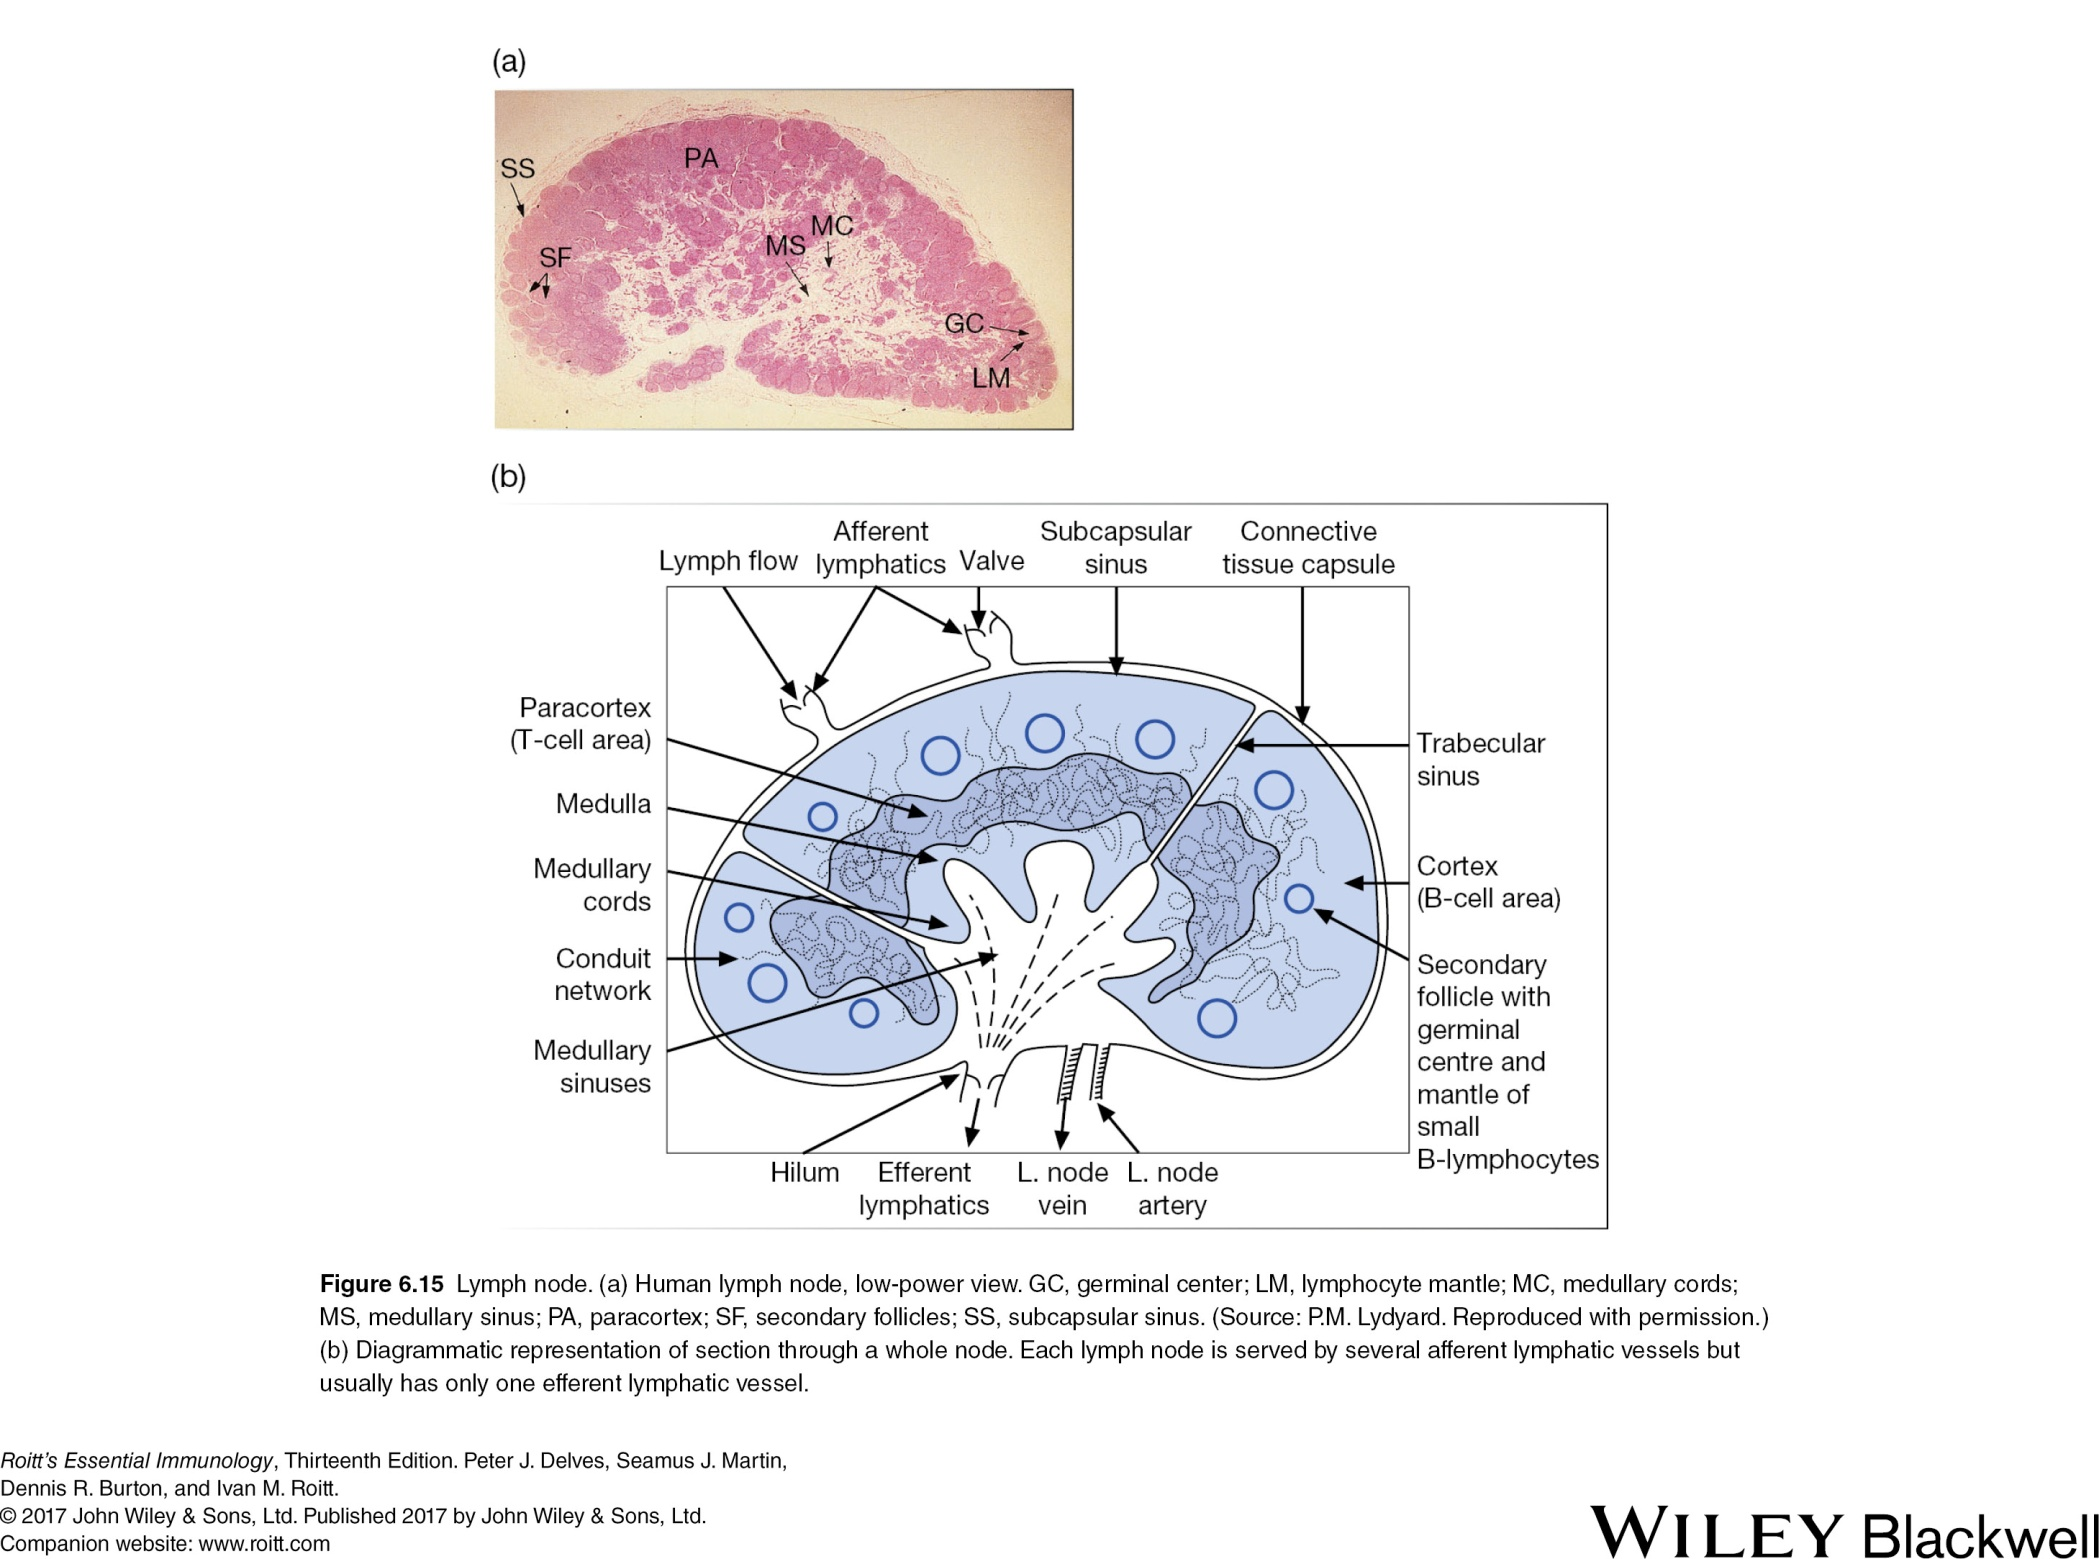 (a)
SS
PA
MC
MS
SF
GC
LM
(b)
Lymph flow
Afferent
lymphatics
Valve
Subcapsular
sinus
Connective
tissue capsule
Paracortex
(T-cell area)
Medulla
Medullary
cords
Conduit
network
Medullary
sinuses
Trabecular
sinus
Cortex
(B-cell area)
Secondary
follicle with
germinal
centre and
mantle of
small
B-lymphocytes
Hilum
Efferent
lymphatics
L. node
vein
L. node
artery
Figure 6.15 Lymph node. (a) Human lymph node, low-power view. GC, germinal center; LM, lymphocyte mantle; MC, medullary cords;
MS, medullary sinus; PA, paracortex; SF, secondary follicles; SS, subcapsular sinus. (Source: P.M. Lydyard. Reproduced with permission.)
(b) Diagrammatic representation of section through a whole node. Each lymph node is served by several afferent lymphatic vessels but
usually has only one efferent lymphatic vessel.
Roitt's Essential Immunology, Thirteenth Edition. Peter J. Delves, Seamus J. Martin,
Dennis R. Burton, and Ivan M. Roitt.
© 2017 John Wiley & Sons, Ltd. Published 2017 by John Wiley & Sons, Ltd.
Companion website: www.roitt.com
WILEY Blackwell